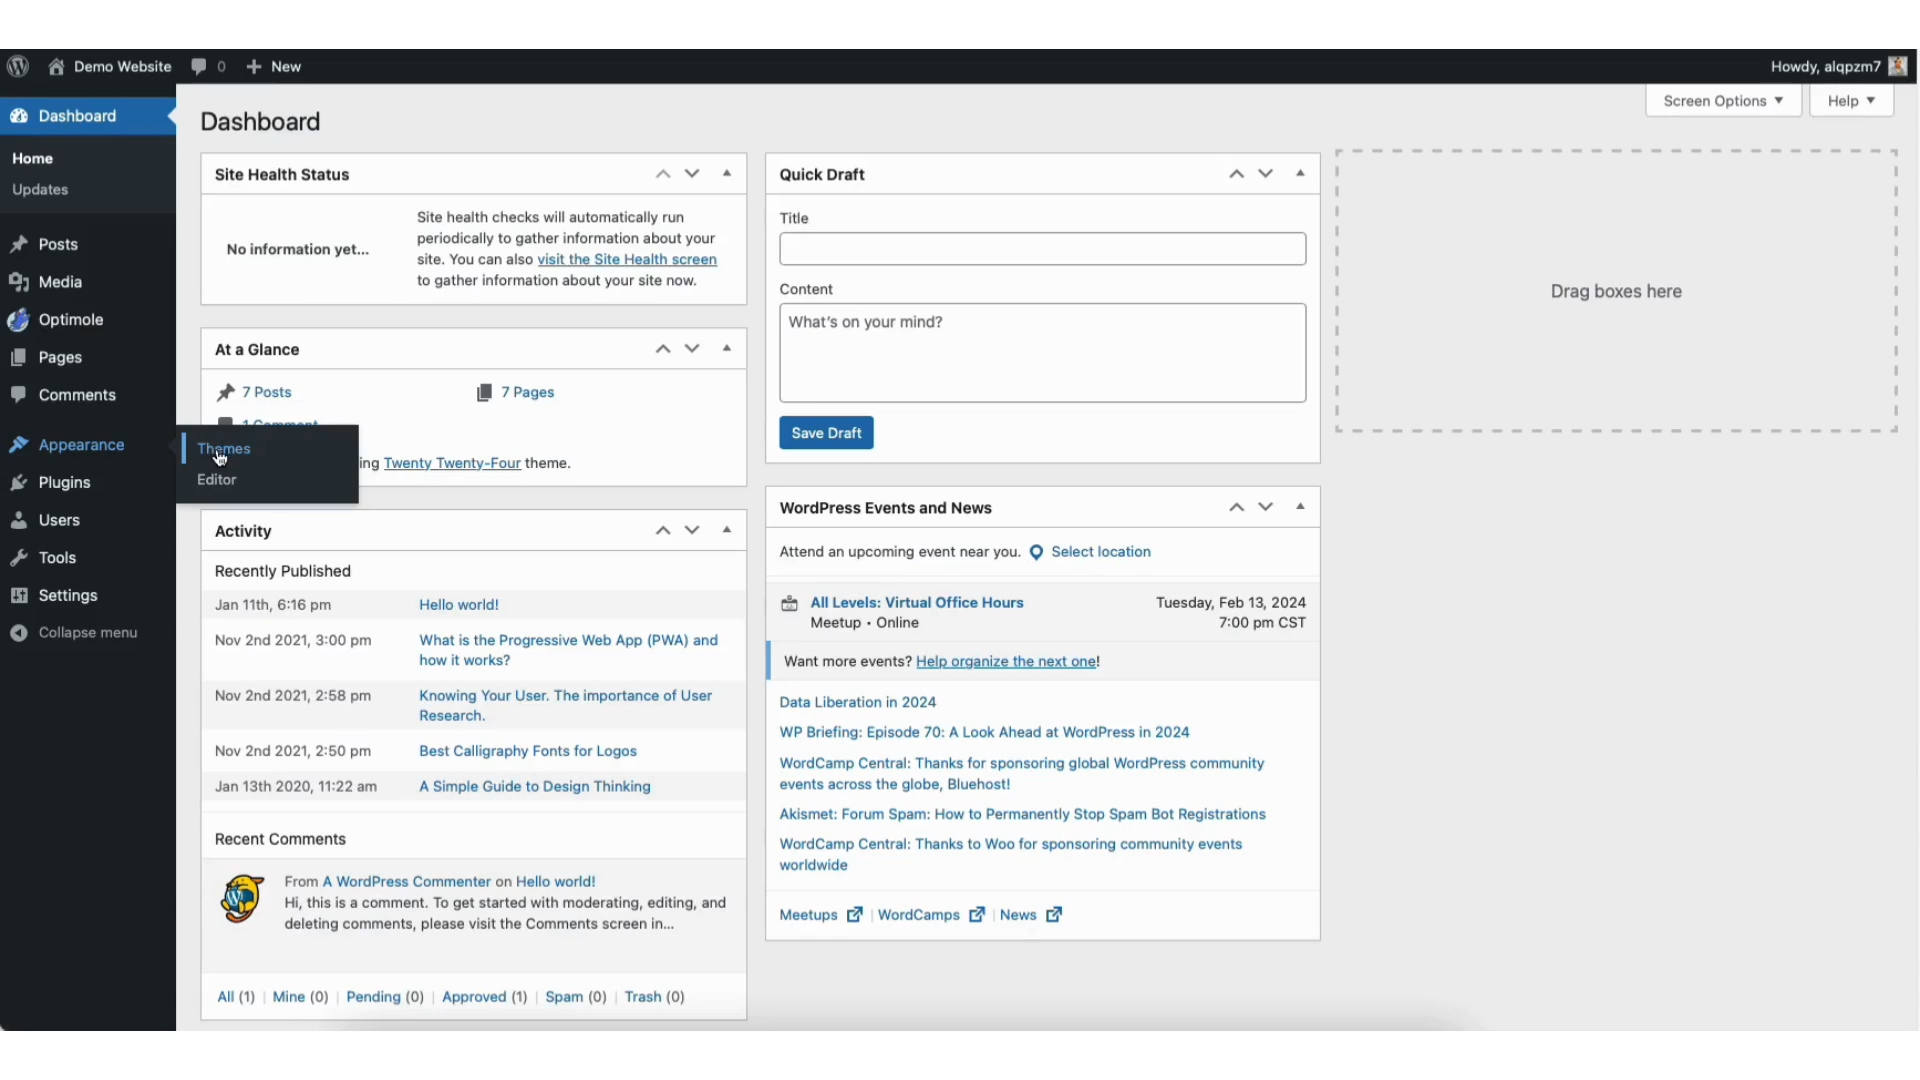 Demo Website 0 New Howdy, alqpzm7
Dashboard
Home
Updates
Posts
Media
Optimole
Pages
Comments
Appearance
Plugins
Users
Tools
Settings
Collapse menu
Themes
Editor
Dashboard
Screen Options ▼ Help ▼
Site Health Status
No information yet...
Site health checks will automatically run
periodically to gather information about your
site. You can also visit the Site Health screen
to gather information about your site now.
At a Glance
7 Posts 7 Pages
1 Comment
ing Twenty Twenty-Four theme.
Activity
Recently Published
Jan 11th, 6:16 pm Hello world!
Nov 2nd 2021, 3:00 pm What is the Progressive Web App (PWA) and
how it works?
Nov 2nd 2021, 2:58 pm Knowing Your User. The importance of User
Research.
Nov 2nd 2021, 2:50 pm Best Calligraphy Fonts for Logos
Jan 13th 2020, 11:22 am A Simple Guide to Design Thinking
Recent Comments
From A WordPress Commenter on Hello world!
Hi, this is a comment. To get started with moderating, editing, and
deleting comments, please visit the Comments screen in...
All (1) | Mine (0) | Pending (0) | Approved (1) | Spam (0) | Trash (0)
Quick Draft
Title
Content
What's on your mind?
Save Draft
WordPress Events and News
Attend an upcoming event near you. Select location
All Levels: Virtual Office Hours Tuesday, Feb 13, 2024
Meetup • Online 7:00 pm CST
Want more events? Help organize the next one!
Data Liberation in 2024
WP Briefing: Episode 70: A Look Ahead at WordPress in 2024
WordCamp Central: Thanks for sponsoring global WordPress community
events across the globe, Bluehost!
Akismet: Forum Spam: How to Permanently Stop Spam Bot Registrations
WordCamp Central: Thanks to Woo for sponsoring community events
worldwide
Meetups | WordCamps | News
Drag boxes here